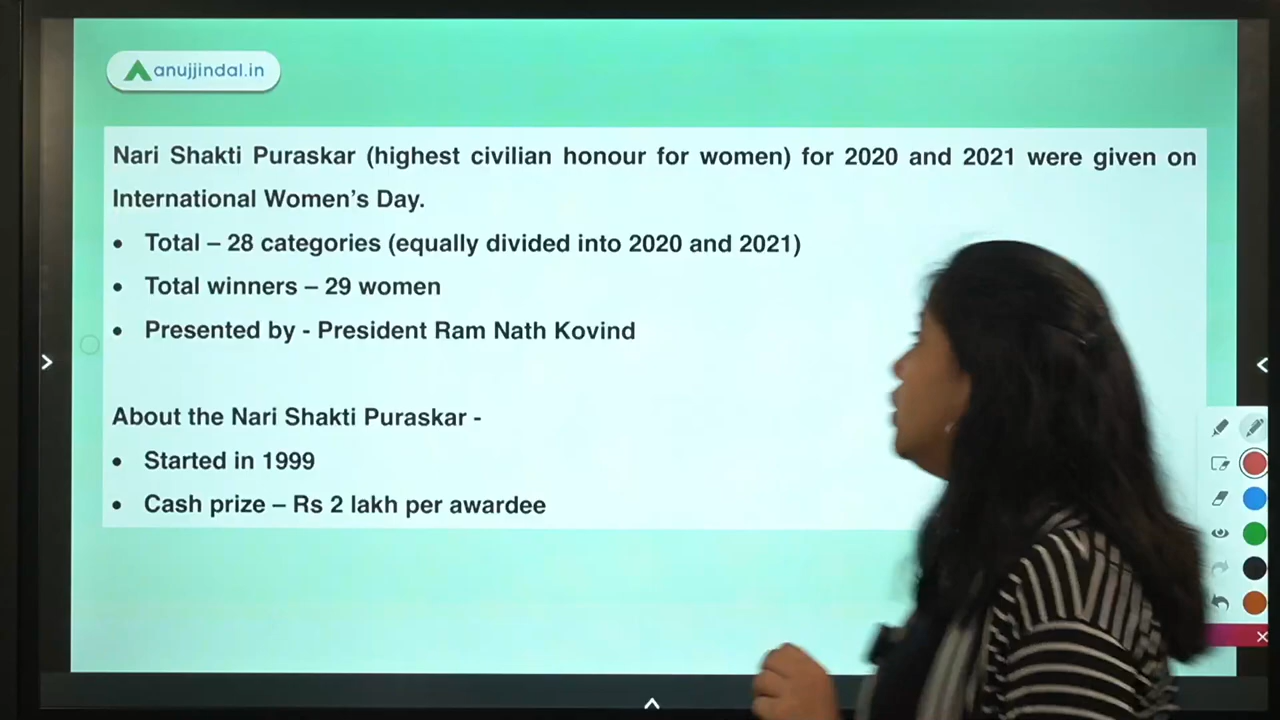 anujjindal.in
Nari Shakti Puraskar (highest civilian honour for women) for 2020 and 2021 were given on
International Women's Day.
• Total – 28 categories (equally divided into 2020 and 2021)
• Total winners – 29 women
• Presented by - President Ram Nath Kovind
About the Nari Shakti Puraskar -
• Started in 1999
• Cash prize – Rs 2 lakh per awardee